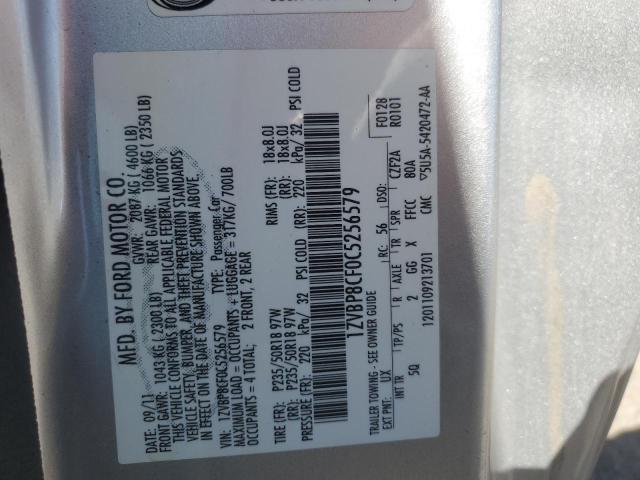 MFD. BY FORD MOTOR CO.
DATE: 09/11 GVWR: 2087 KG ( 4600 LB)
FRONT GAWR: 1043 KG ( 2300LB) REAR GAWR: 1066 KG ( 2350 LB)
THIS VEHICLE CONFORMS TO ALL APPLICABLE FEDERAL MOTOR
VEHICLE SAFETY, BUMPER, AND THEFT PREVENTION STANDARDS
IN EFFECT ON THE DATE OF MANUFACTURE SHOWN ABOVE.
VIN: 1ZVBP8CF0C5256579 TYPE: Passenger Car
MAXIMUM LOAD = OCCUPANTS + LUGGAGE = 317KG/ 700LB
OCCUPANTS = 4 TOTAL: 2 FRONT, 2 REAR
TIRE (FR): P235/50R18 97W RIMS (FR): 18x8.0J
(RR): P235/50R18 97W (RR): 18x8.0J
PRESSURE (FR): 220 kPa/ 32 PSI COLD (RR): 220 kPa/ 32 PSI COLD
1ZVBP8CF0C5256579
TRAILER TOWING - SEE OWNER GUIDE F0128
EXT PNT: UX RC: 56 DSO: R0101
INT TR TP/PS R AXLE TR SPR CZF2A
5Q 2 GG X FFCC 80A
1201109213701 CMC ▽5U5A-5420472-AA